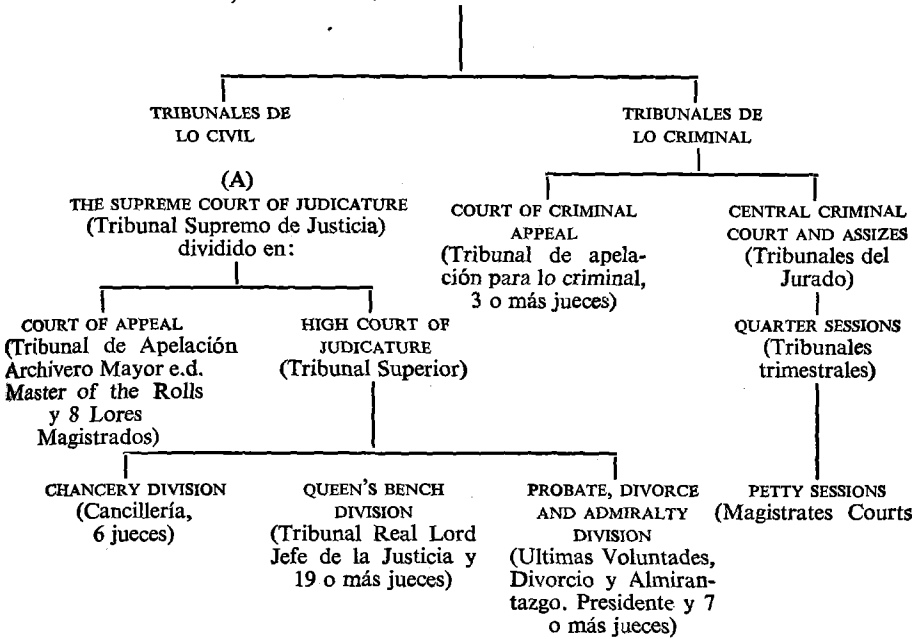 TRIBUNALES DE
LO CIVIL
TRIBUNALES DE
LO CRIMINAL
(A)
THE SUPREME COURT OF JUDICATURE
(Tribunal Supremo de Justicia)
dividido en:
COURT OF CRIMINAL
APPEAL
(Tribunal de apela-
ción para lo criminal,
3 o más jueces)
CENTRAL CRIMINAL
COURT AND ASSIZES
(Tribunales del
Jurado)
COURT OF APPEAL
(Tribunal de Apelación
Archivero Mayor e.d.
Master of the Rolls
y 8 Lores
Magistrados)
HIGH COURT OF
JUDICATURE
(Tribunal Superior)
QUARTER SESSIONS
(Tribunales
trimestrales)
CHANCERY DIVISION
(Cancillería,
6 jueces)
QUEEN'S BENCH
DIVISION
(Tribunal Real Lord
Jefe de la Justicia y
19 o más jueces)
PROBATE, DIVORCE
AND ADMIRALTY
DIVISION
(Ultimas Voluntades,
Divorcio y Almiran-
tazgo. Presidente y 7
o más jueces)
PETTY SESSIONS
(Magistrates Courts